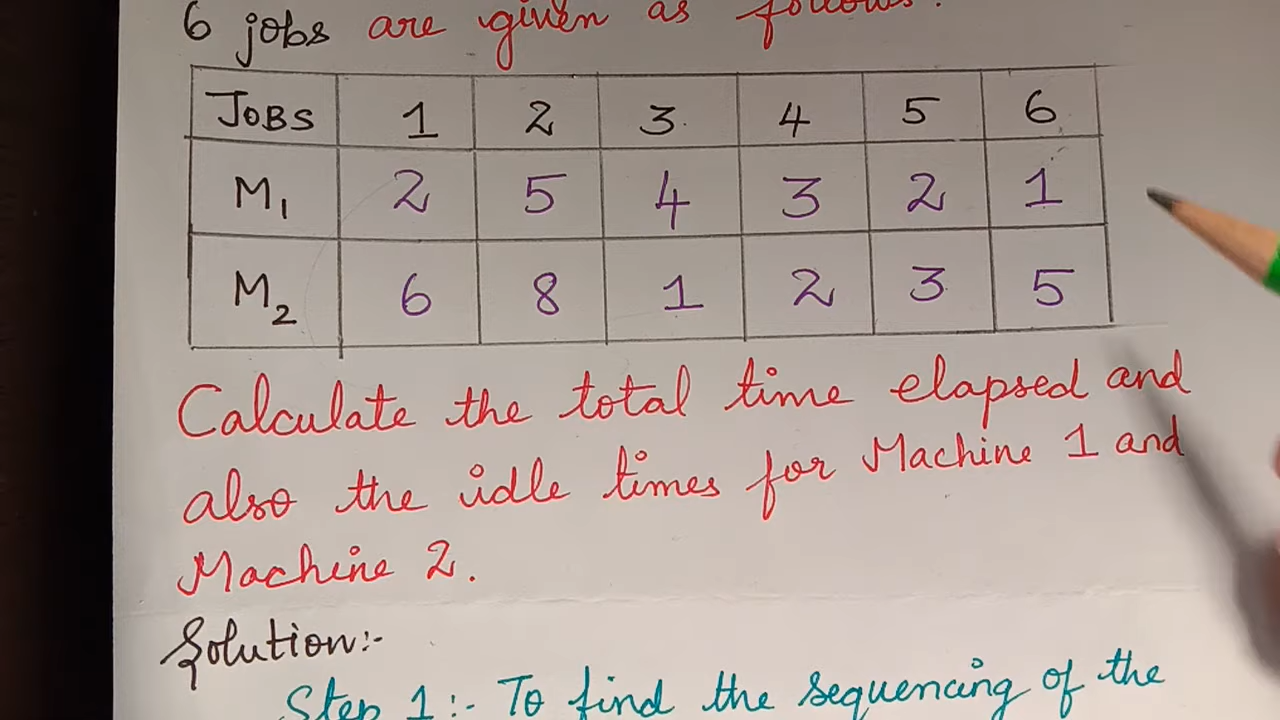 6 jobs are given as follows:
JOBS 1 2 3 4 5 6
M1 2 5 4 3 2 1
M2 6 8 1 2 3 5
Calculate the total time elapsed and
also the idle times for Machine 1 and
Machine 2.
Solution:-
Step 1:- To find the sequencing of the